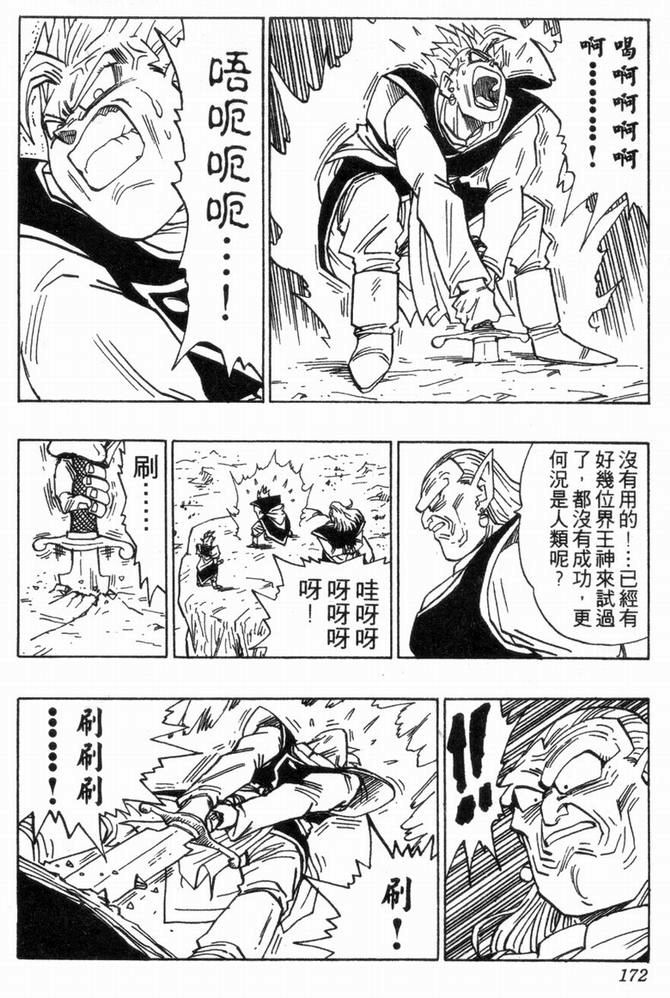 喝啊啊啊啊
啊………！
唔呃呃呃…！
沒有用的！…已經有
好幾位界王神來試過
了，都沒有成功，更
何況是人類呢？
哇呀呀
呀呀呀
呀！
刷……
!!
刷刷刷
……！
刷！
172